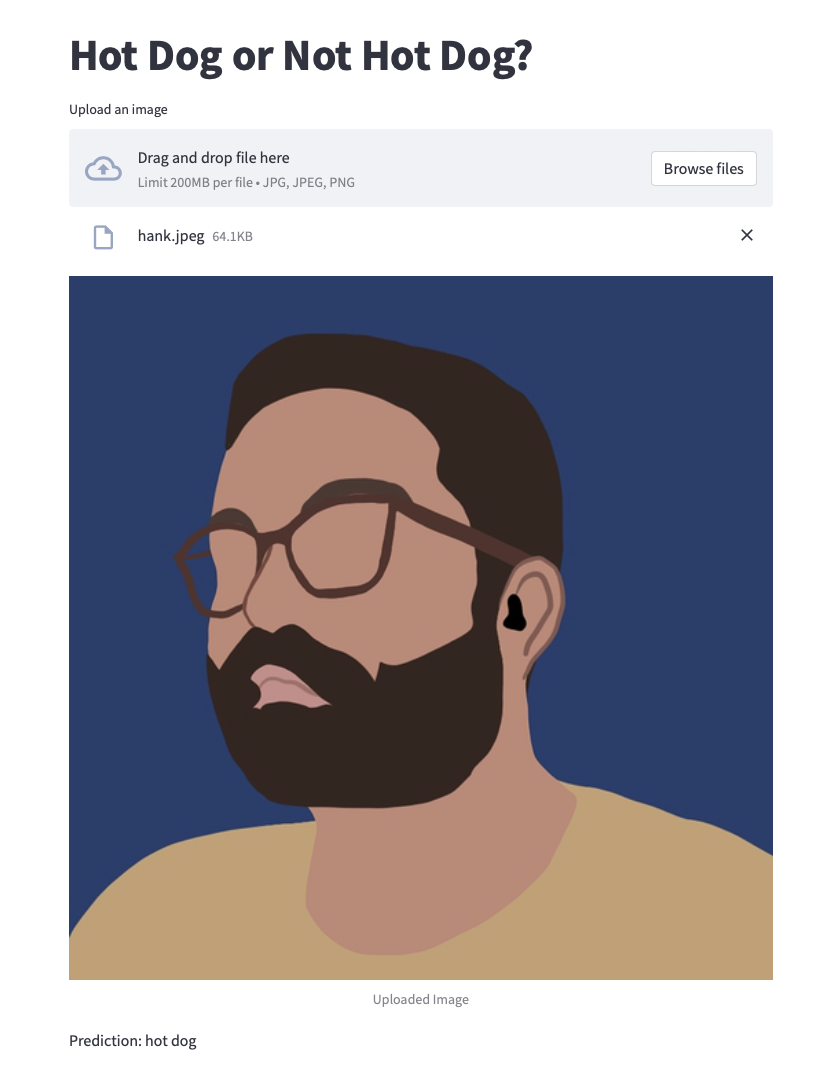 Hot Dog or Not Hot Dog?
Upload an image
Drag and drop file here
Limit 200MB per file • JPG, JPEG, PNG
Browse files
hank.jpeg 64.1KB
Uploaded Image
Prediction: hot dog